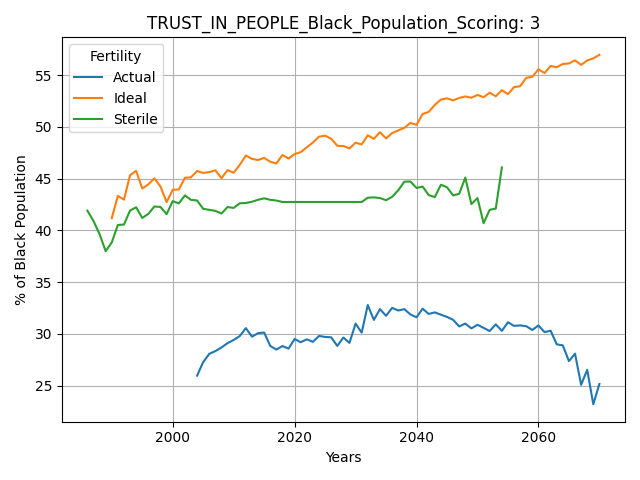 TRUST_IN_PEOPLE_Black_Population_Scoring: 3
Fertility
Actual
Ideal
Sterile
55
50
45
40
35
30
25
% of Black Population
2000
2020
2040
2060
Years